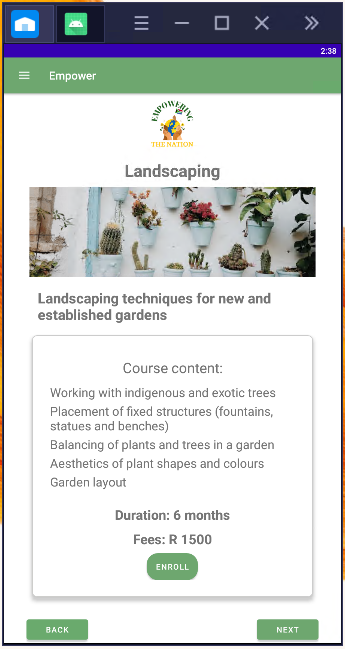 2:38
Empower
EMPOWERING
THE NATION
Landscaping
Landscaping techniques for new and
established gardens
Course content:
Working with indigenous and exotic trees
Placement of fixed structures (fountains,
statues and benches)
Balancing of plants and trees in a garden
Aesthetics of plant shapes and colours
Garden layout
Duration: 6 months
Fees: R 1500
ENROLL
BACK
NEXT